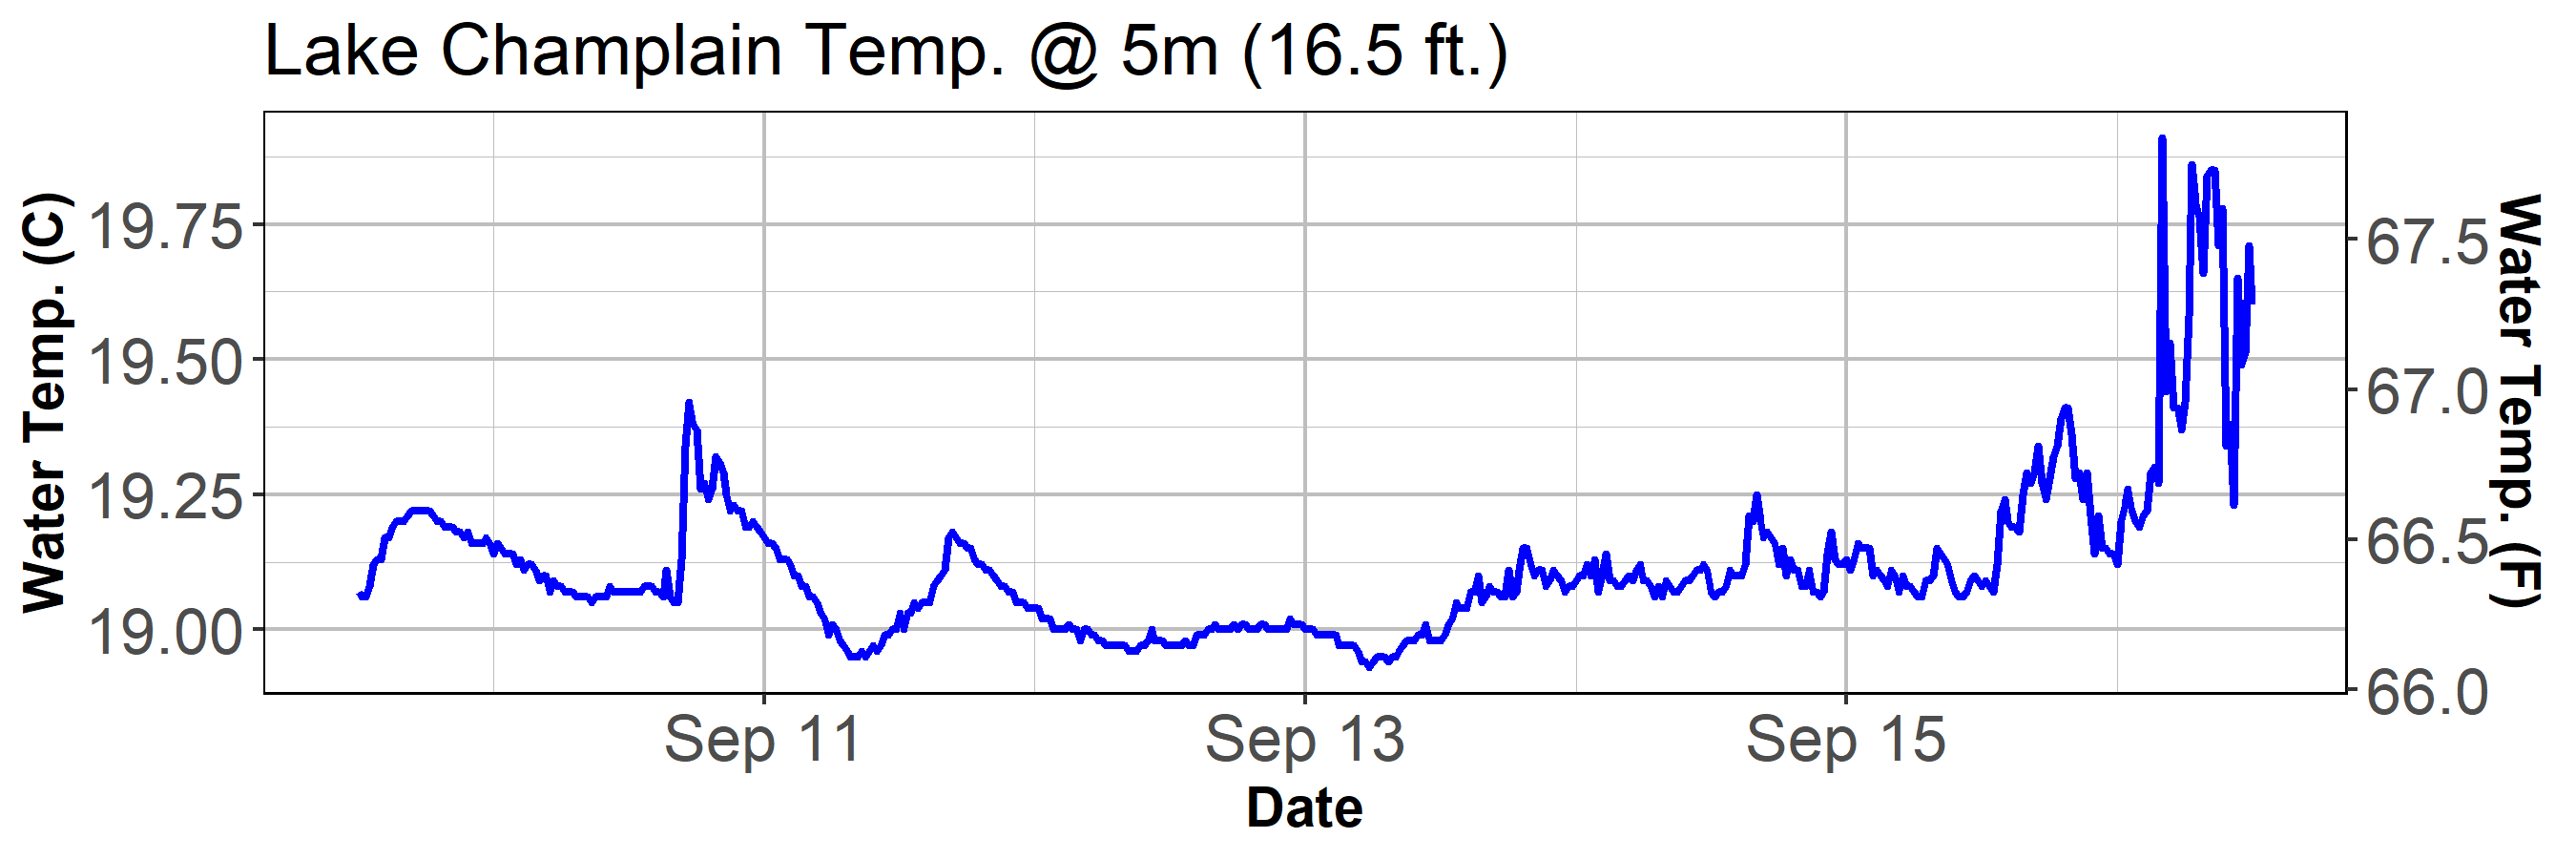 Lake Champlain Temp. @ 5m (16.5 ft.)
Water Temp. (C)
19.75
19.50
19.25
19.00
67.5
67.0
66.5
66.0
Water Temp. (F)
Sep 11
Sep 13
Sep 15
Date